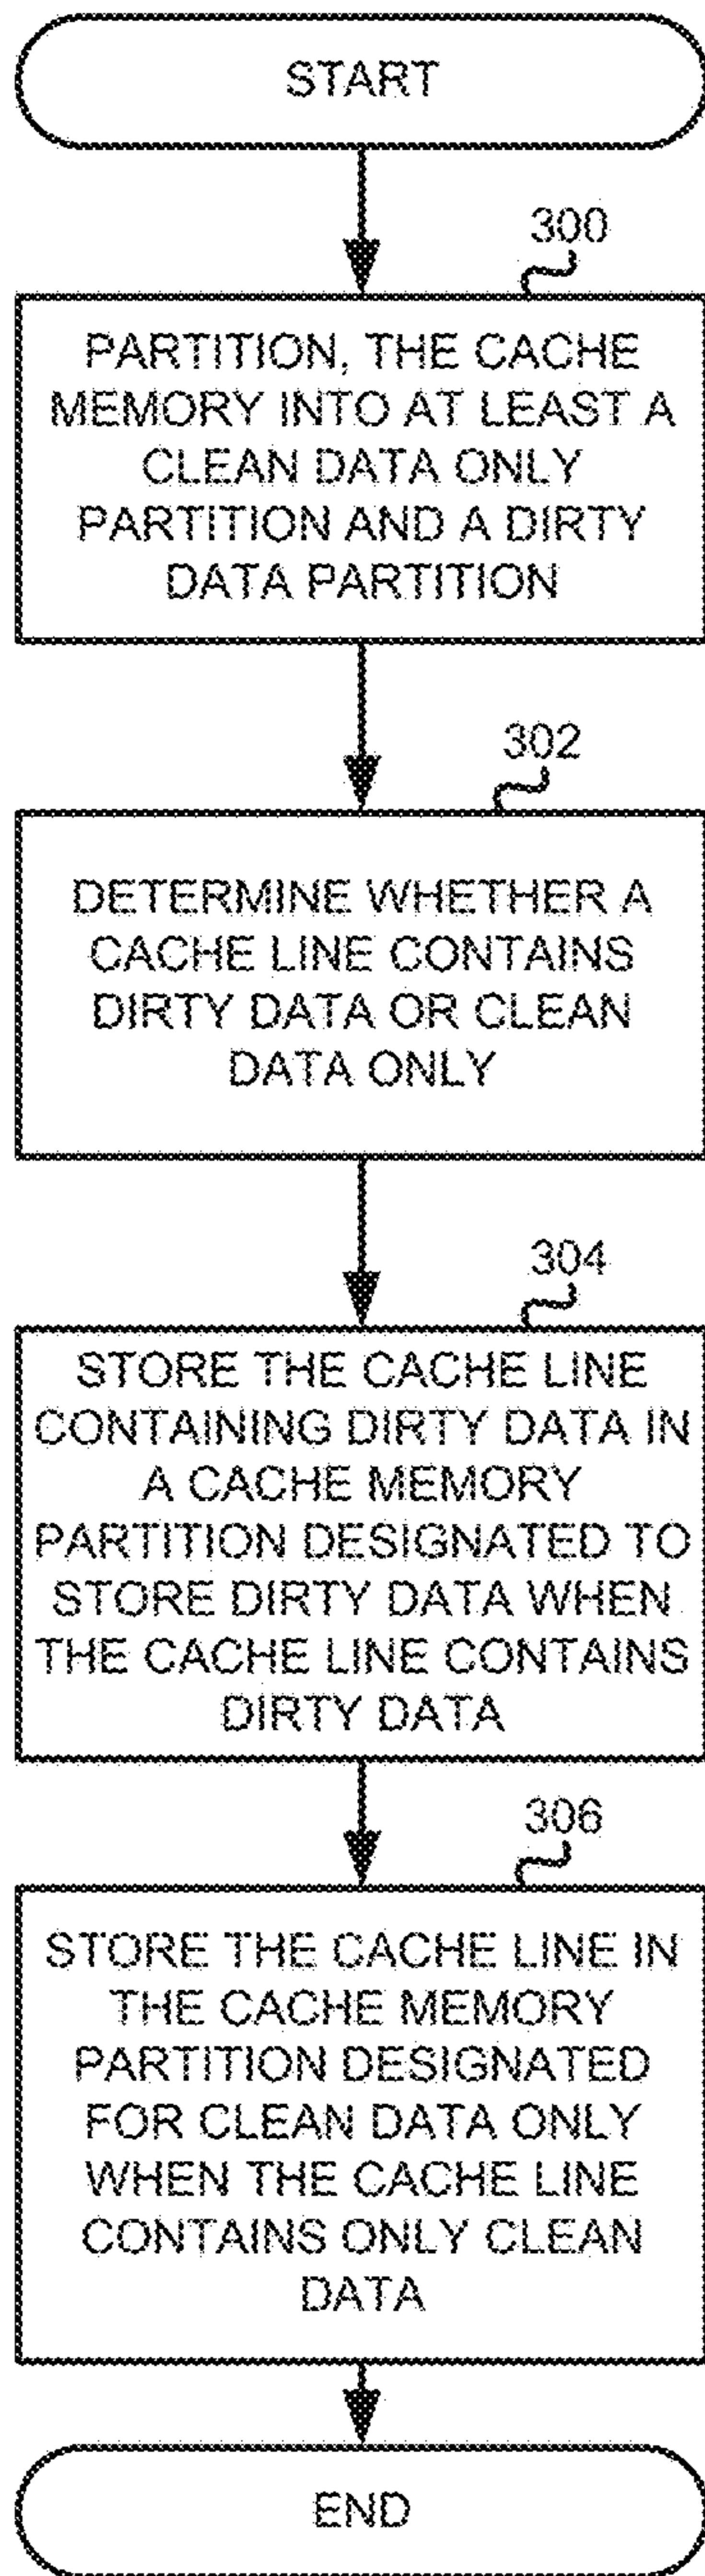 START
300
PARTITION, THE CACHE
MEMORY INTO AT LEAST A
CLEAN DATA ONLY
PARTITION AND A DIRTY
DATA PARTITION
302
DETERMINE WHETHER A
CACHE LINE CONTAINS
DIRTY DATA OR CLEAN
DATA ONLY
304
STORE THE CACHE LINE
CONTAINING DIRTY DATA IN
A CACHE MEMORY
PARTITION DESIGNATED TO
STORE DIRTY DATA WHEN
THE CACHE LINE CONTAINS
DIRTY DATA
306
STORE THE CACHE LINE IN
THE CACHE MEMORY
PARTITION DESIGNATED
FOR CLEAN DATA ONLY
WHEN THE CACHE LINE
CONTAINS ONLY CLEAN
DATA
END